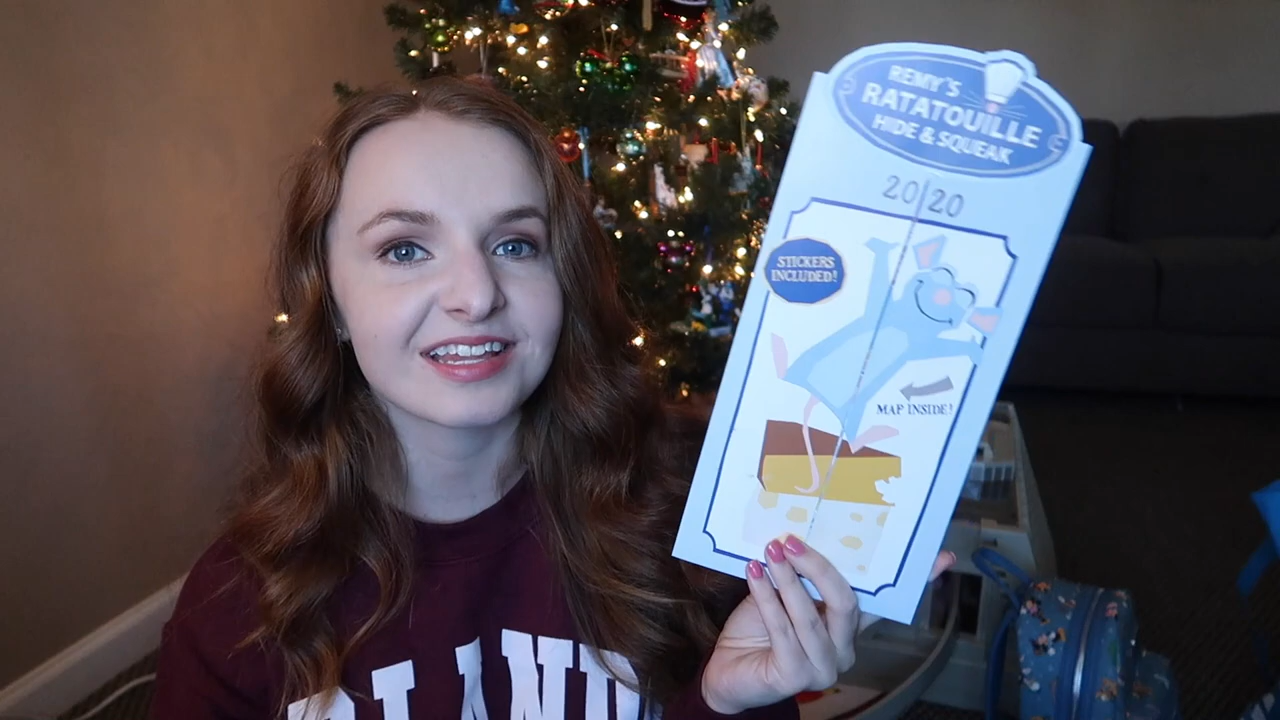 REMY'S
RATATOUILLE
HIDE & SQUEAK
2020
STICKERS
INCLUDED!
MAP INSIDE!